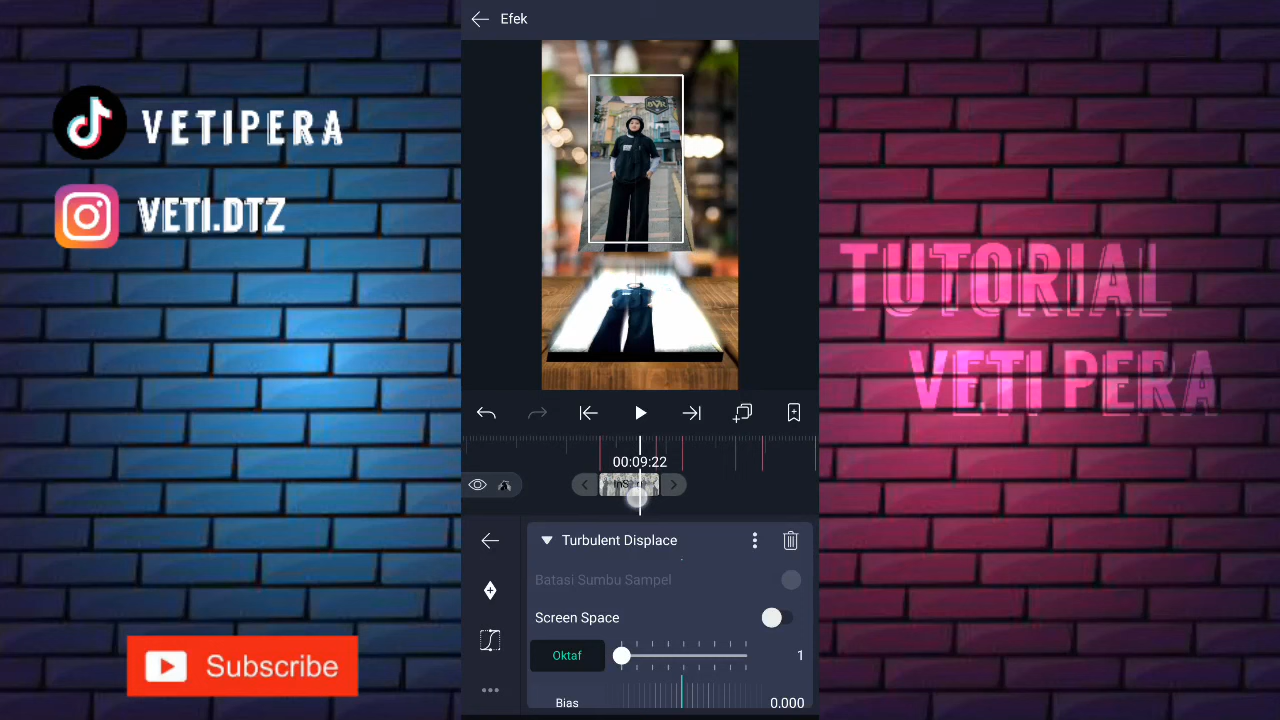 Efek
VETIPERA
VETI.DTZ
TUTORIAL
VETI PERA
00:09:22
Turbulent Displace
Batasi Sumbu Sampel
Screen Space
Oktaf 1
Bias 0.000
Subscribe